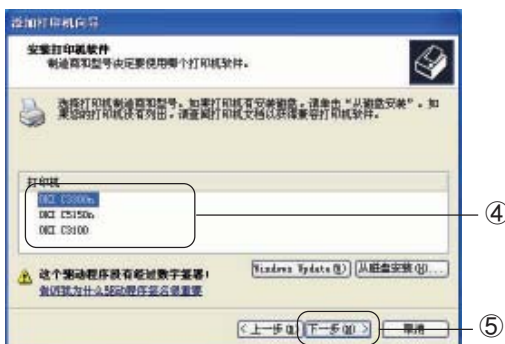 添加打印机向导
安装打印机软件
制造商和型号决定要使用哪个打印机软件。
选择打印机制造商和型号。如果打印机有安装磁盘，请单击“从磁盘安装”。如
果您的打印机没有列出，请查阅打印机文档以获得兼容打印机软件。
打印机
OKI C3300n
OKI C5150n
OKI C3100
④
这个驱动程序没有经过数字签署！
告诉我为什么驱动程序签名很重要
Windows Update(W) 从磁盘安装(H)...
<上一步(B) 下一步(N)> 取消
⑤